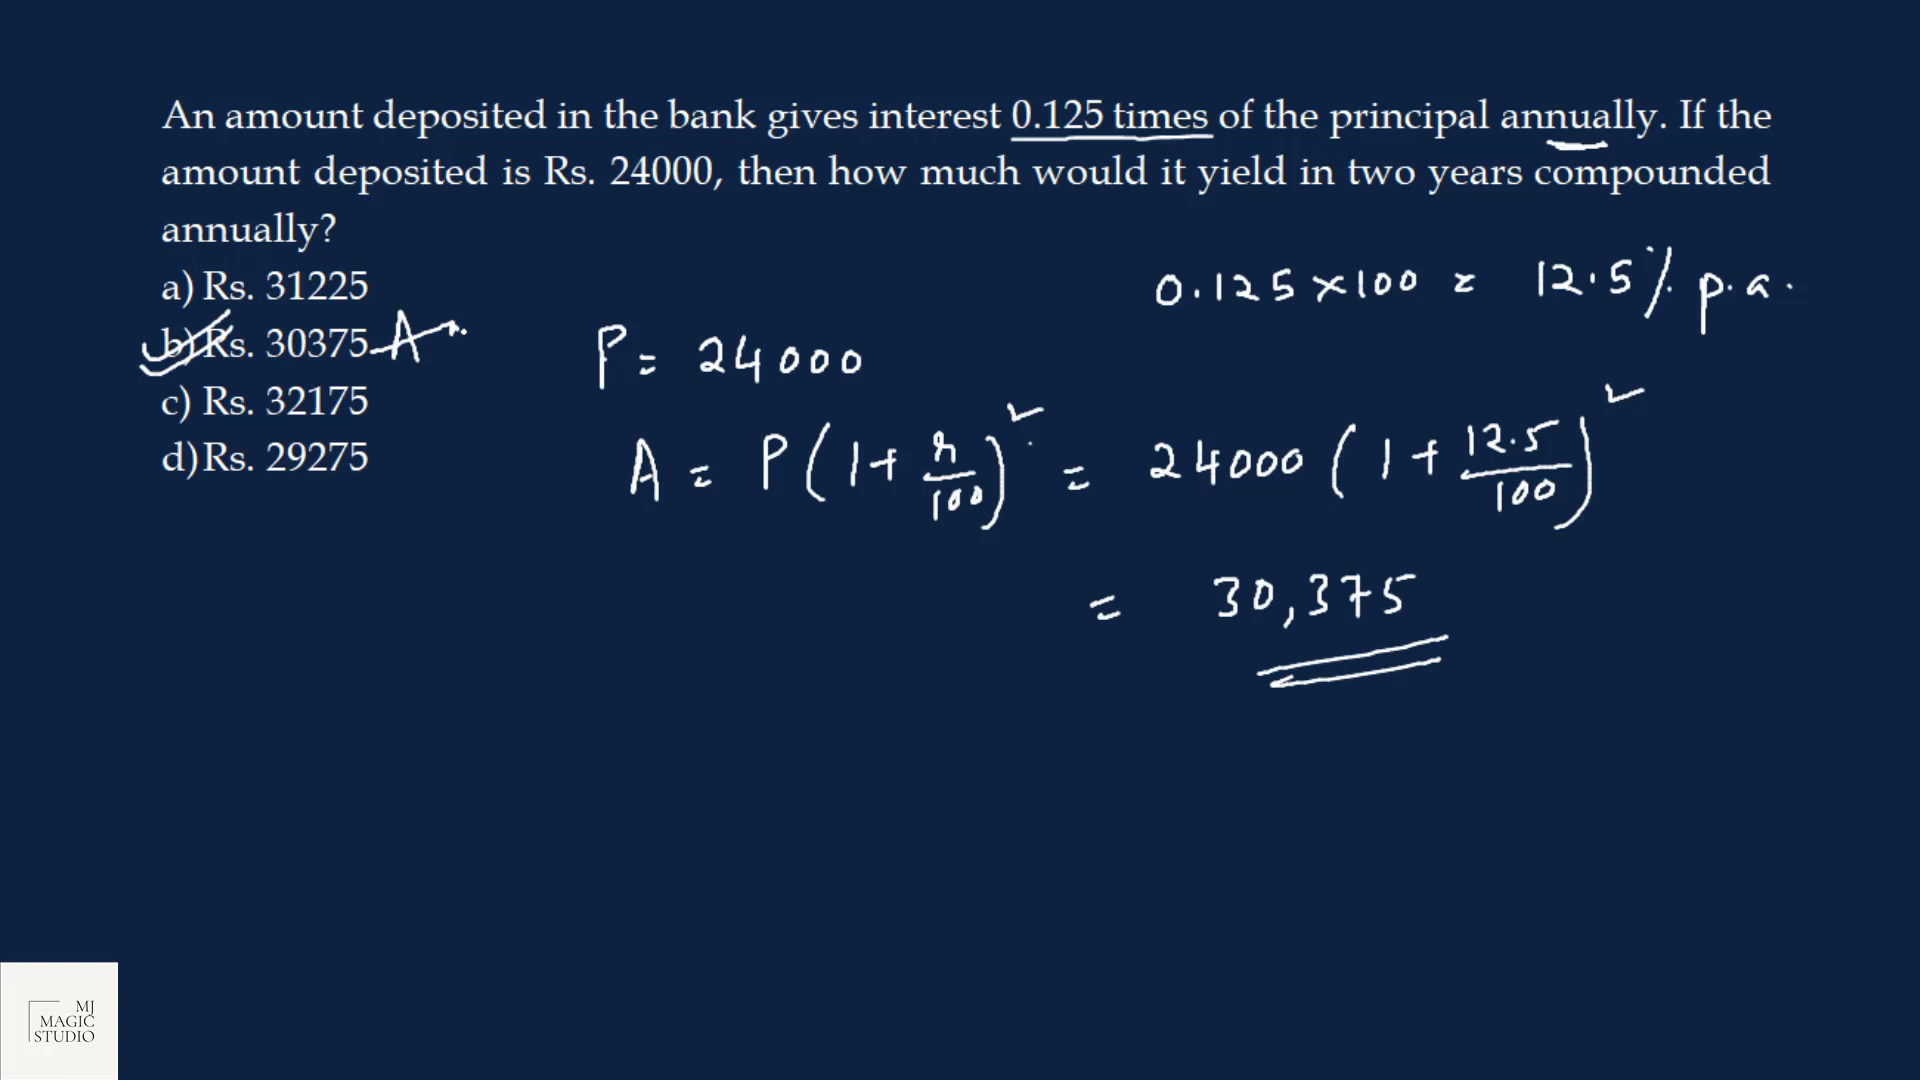 An amount deposited in the bank gives interest 0.125 times of the principal annually. If the
amount deposited is Rs. 24000, then how much would it yield in two years compounded
annually?
a) Rs. 31225
0.125 × 100 = 12.5% p.a.
b) Rs. 30375 A
P = 24000
c) Rs. 32175
d) Rs. 29275
A = P(1 + r/100)² = 24000 (1 + 12.5/100)²
= 30,375
MJ
MAGIC
STUDIO